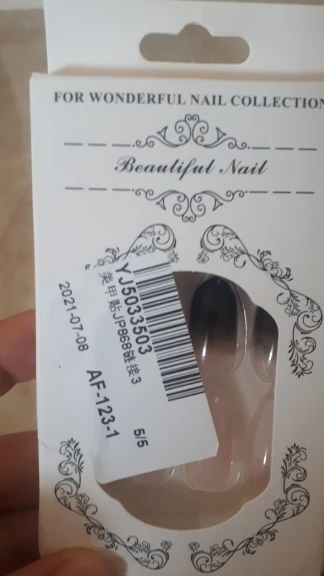 FOR WONDERFUL NAIL COLLECTION
Beautiful Nail
YJ5033503
美甲贴JP868链接3
5/5
2021-07-08
AF-123-1